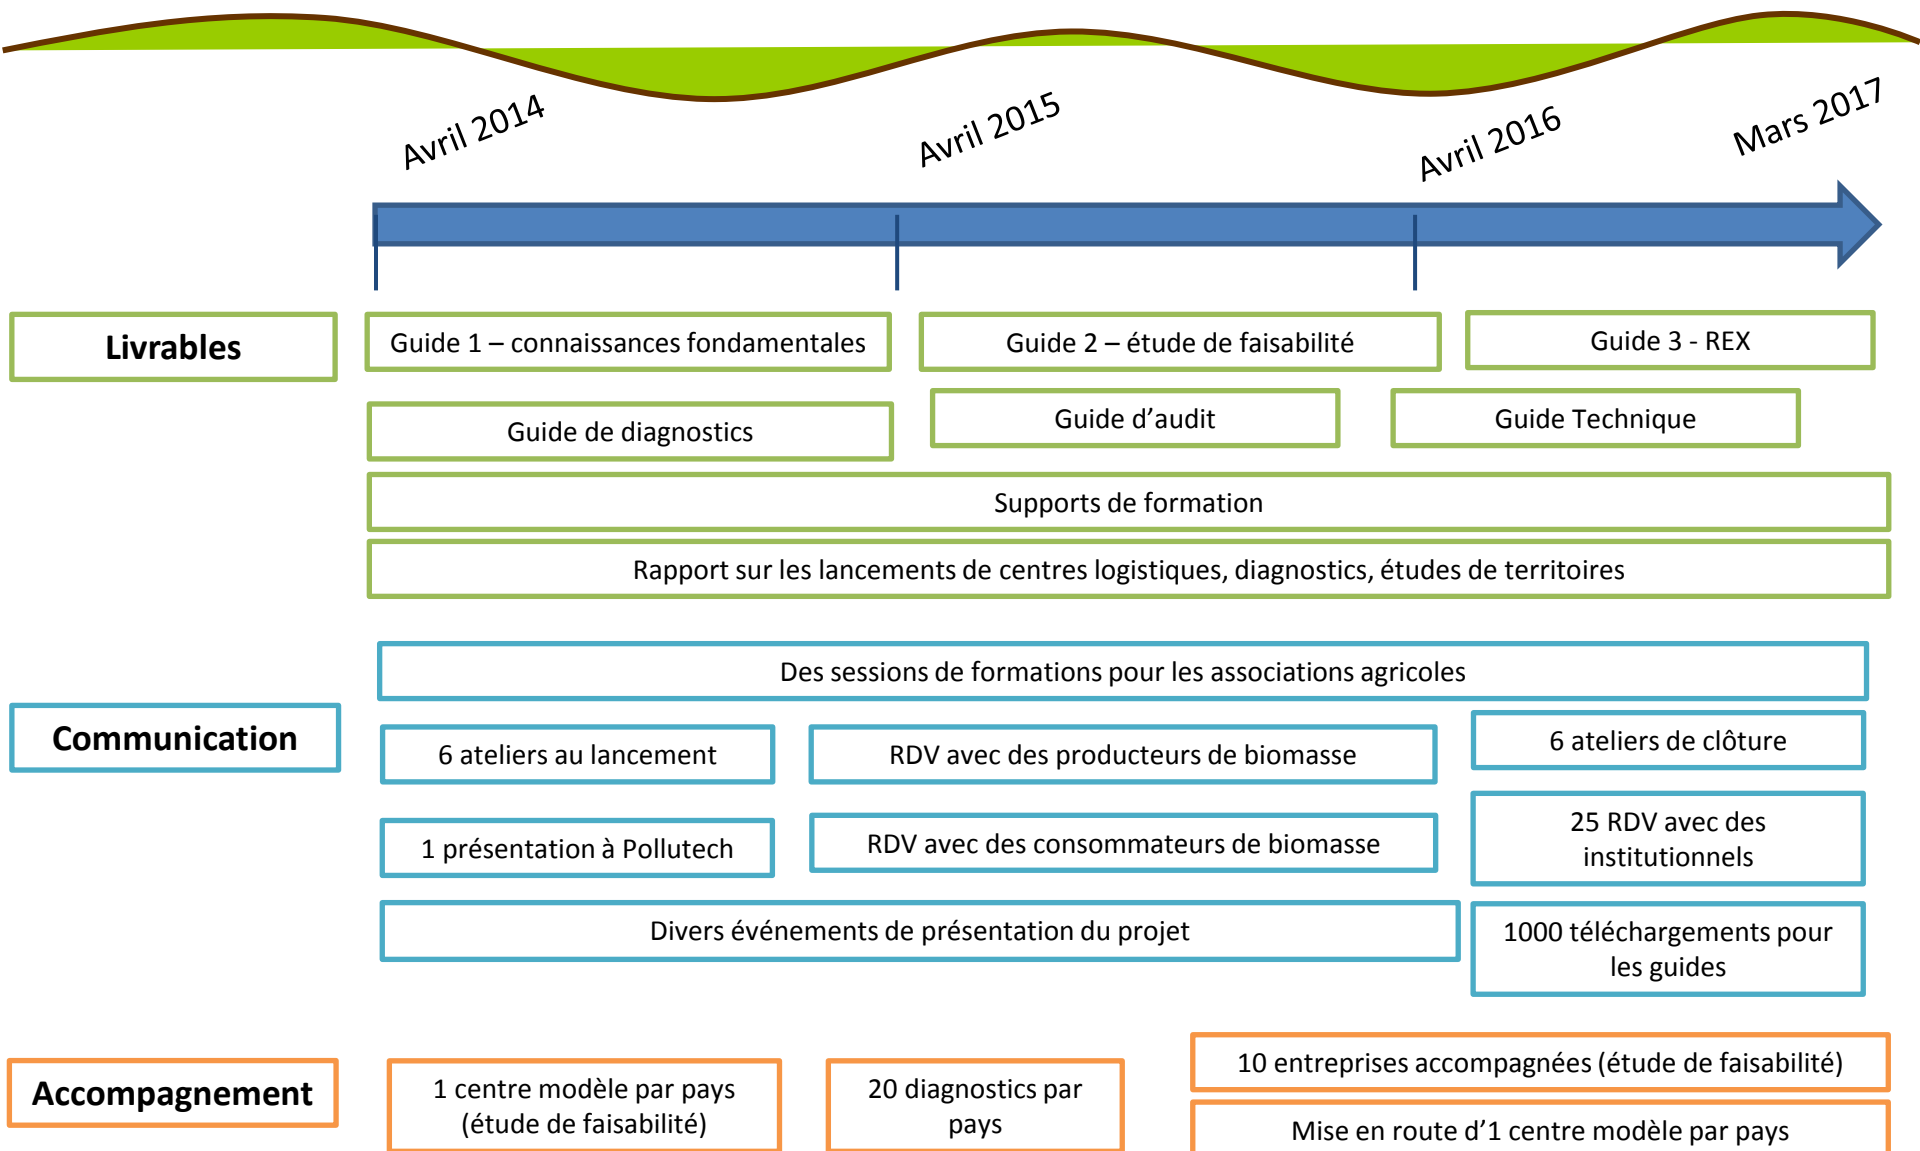 Avril 2014
Avril 2015
Avril 2016
Mars 2017
Livrables
Guide 1 – connaissances fondamentales
Guide 2 – étude de faisabilité
Guide 3 - REX
Guide de diagnostics
Guide d’audit
Guide Technique
Supports de formation
Rapport sur les lancements de centres logistiques, diagnostics, études de territoires
Communication
Des sessions de formations pour les associations agricoles
6 ateliers au lancement
RDV avec des producteurs de biomasse
6 ateliers de clôture
1 présentation à Pollutech
RDV avec des consommateurs de biomasse
25 RDV avec des
institutionnels
Divers événements de présentation du projet
1000 téléchargements pour
les guides
Accompagnement
1 centre modèle par pays
(étude de faisabilité)
20 diagnostics par
pays
10 entreprises accompagnées (étude de faisabilité)
Mise en route d’1 centre modèle par pays